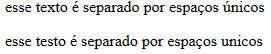 esse texto é separado por espaços únicos
esse testo é separado por espaços unicos